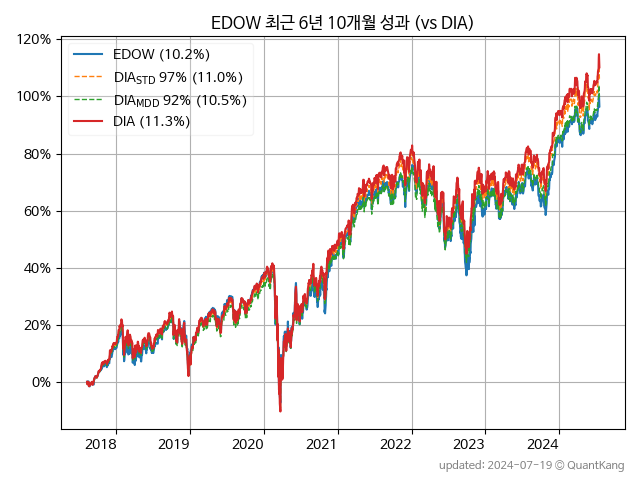 EDOW 최근 6년 10개월 성과 (vs DIA)
EDOW (10.2%)
DIA_STD 97% (11.0%)
DIA_MDD 92% (10.5%)
DIA (11.3%)
120%
100%
80%
60%
40%
20%
0%
2018 2019 2020 2021 2022 2023 2024
updated: 2024-07-19 © QuantKang